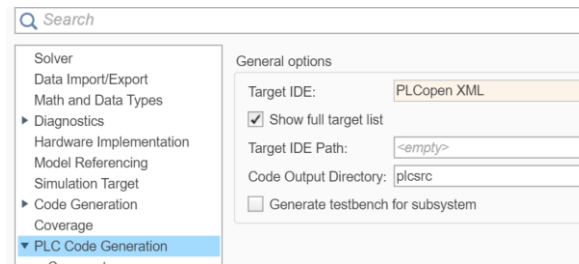 Search
Solver
Data Import/Export
Math and Data Types
Diagnostics
Hardware Implementation
Model Referencing
Simulation Target
Code Generation
Coverage
PLC Code Generation
General options
Target IDE: PLCopen XML
Show full target list
Target IDE Path: <empty>
Code Output Directory: plcsrc
Generate testbench for subsystem